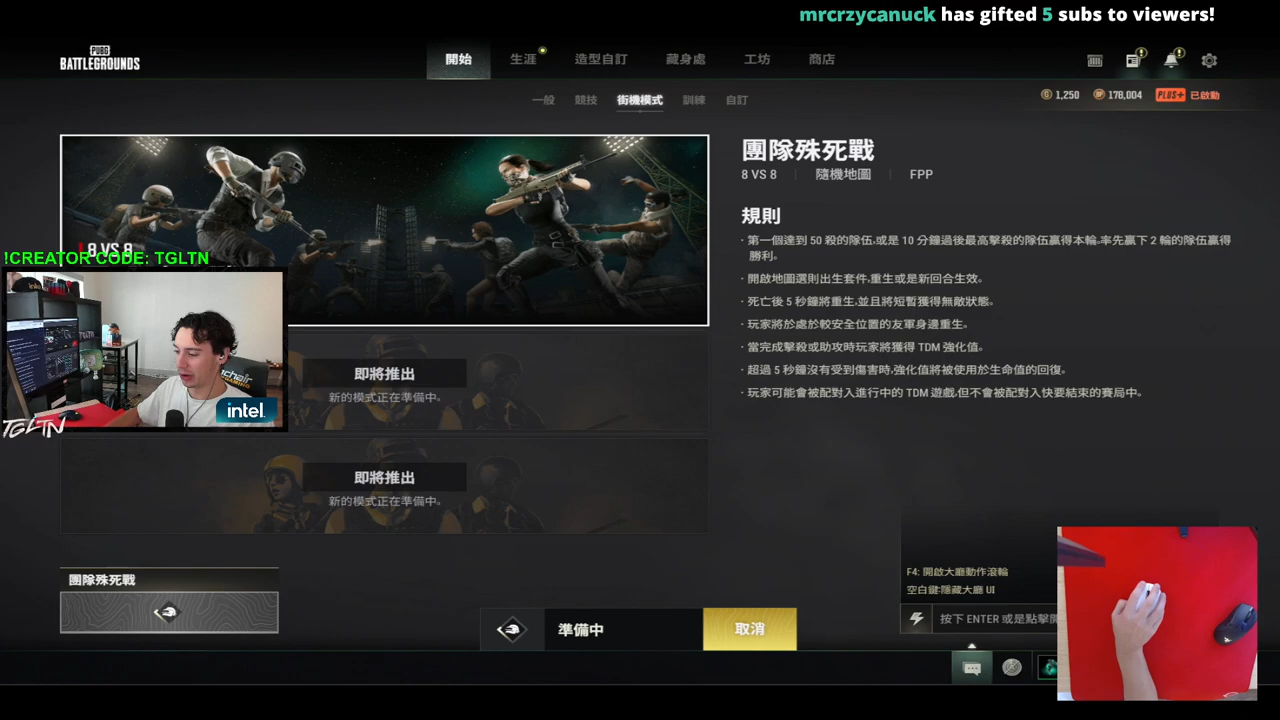 mrcrzycanuck has gifted 5 subs to viewers!
PUBG
BATTLEGROUNDS
開始
生涯
造型自訂
藏身處
工坊
商店
一般
競技
街機模式
訓練
自訂
G 1,250
BP 178,004
PLUS+ 已啟動
8 VS 8
團隊殊死戰
8 VS 8
隨機地圖
FPP
規則
· 第一個達到 50 殺的隊伍,或是 10 分鐘過後最高擊殺的隊伍贏得本輪,率先贏下 2 輪的隊伍贏得
勝利。
· 開啟地圖選則出生套件,重生或是新回合生效。
· 死亡後 5 秒鐘將重生,並且將短暫獲得無敵狀態。
· 玩家將於處於較安全位置的友軍身邊重生。
· 當完成擊殺或助攻時玩家將獲得 TDM 強化值。
· 超過 5 秒鐘沒有受到傷害時,強化值將被使用於生命值的回復。
· 玩家可能會被配對入進行中的 TDM 遊戲,但不會被配對入快要結束的賽局中。
!CREATOR CODE: TGLTN
intel
TGLTN
即將推出
新的模式正在準備中。
即將推出
新的模式正在準備中。
團隊殊死戰
準備中
取消
F4: 開啟大廳動作滾輪
空白鍵:隱藏大廳 UI
按下 ENTER 或是點擊